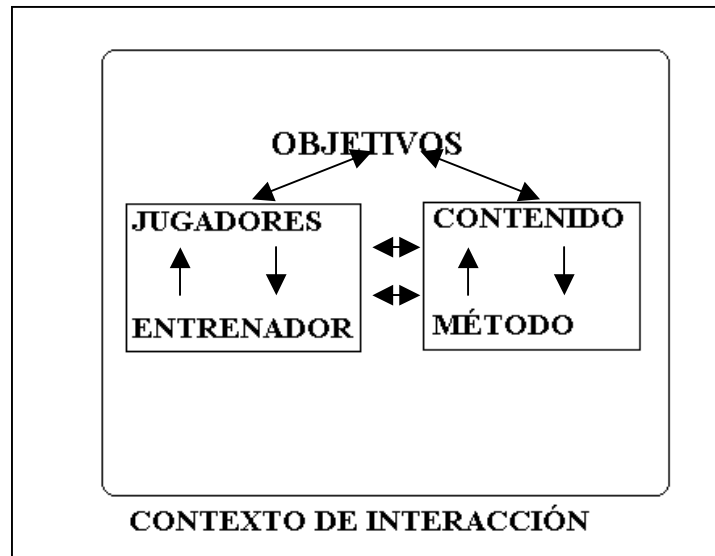 OBJETIVOS
JUGADORES
ENTRENADOR
CONTENIDO
MÉTODO
CONTEXTO DE INTERACCIÓN